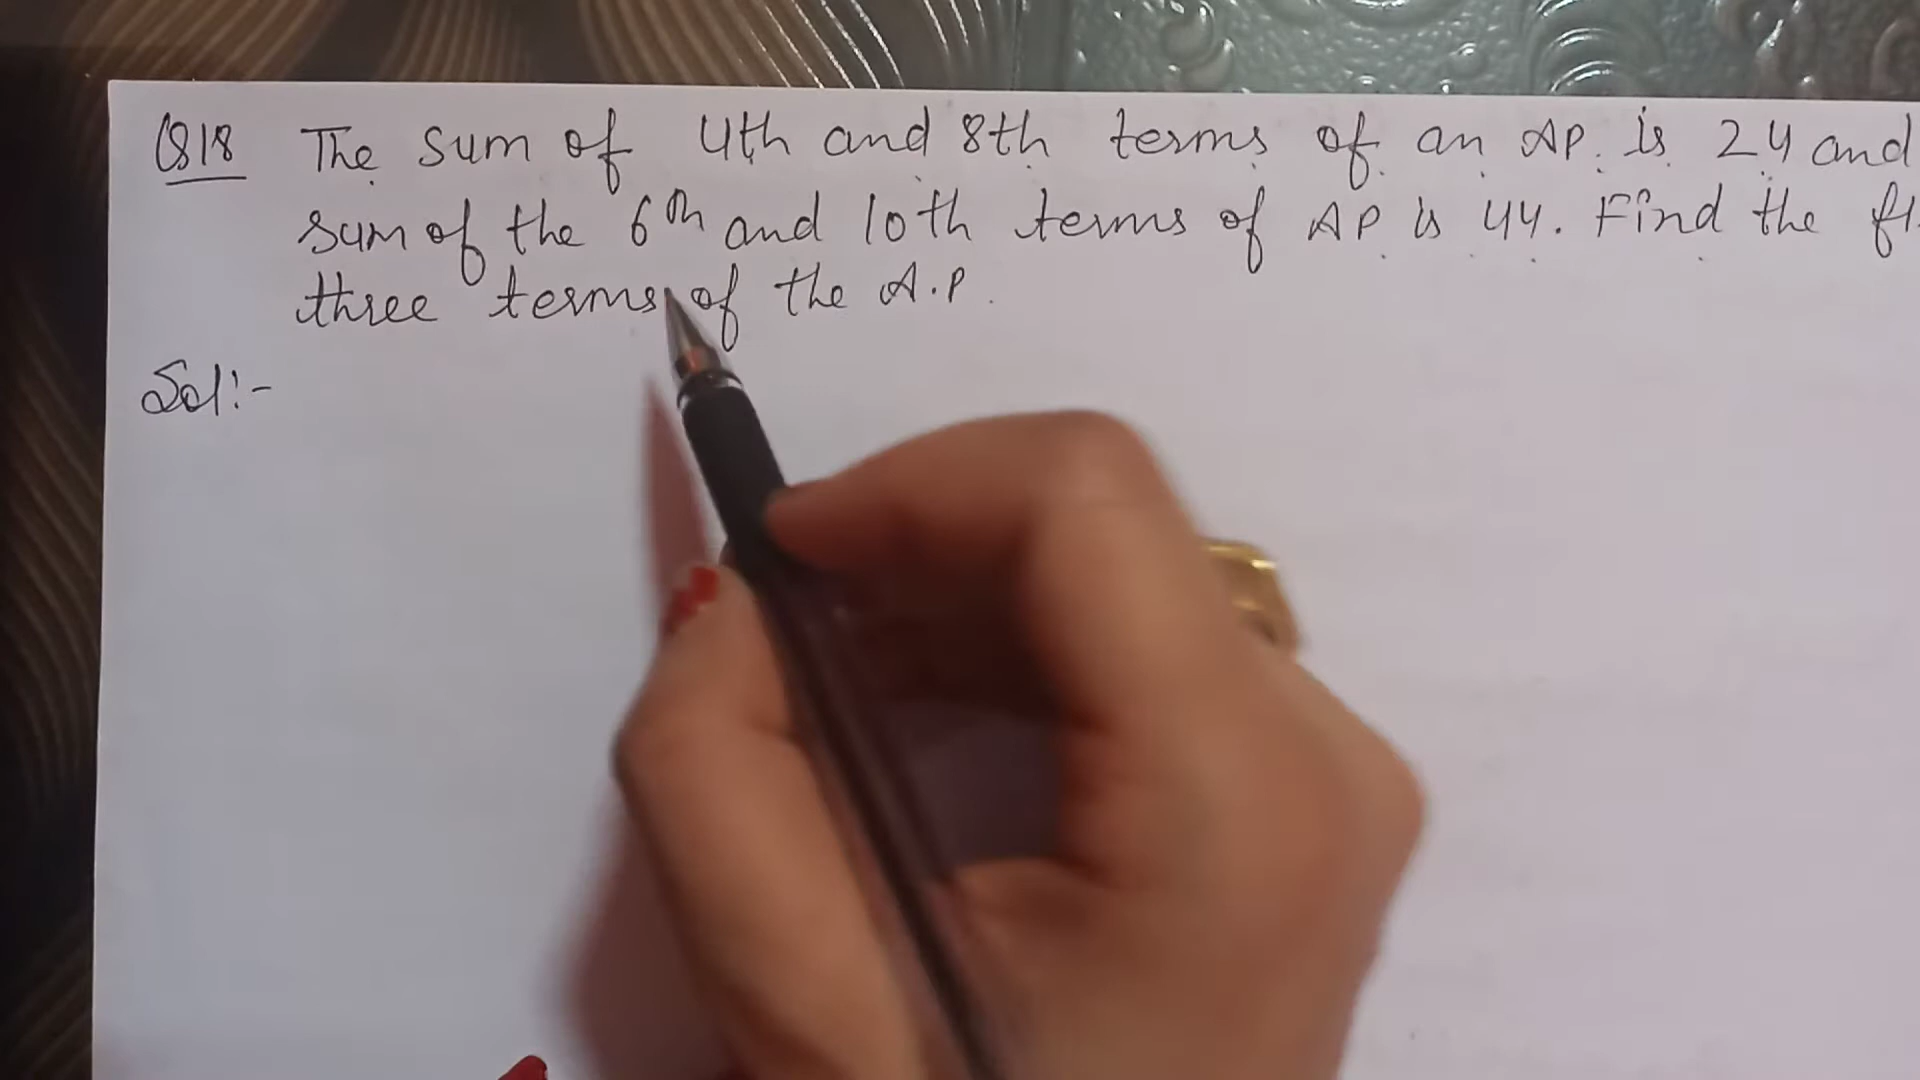 Q18 The sum of 4th and 8th terms of an AP. is 24 and
sum of the 6th and 10th terms of AP is 44. Find the
three terms of the A.P.
Sol:-